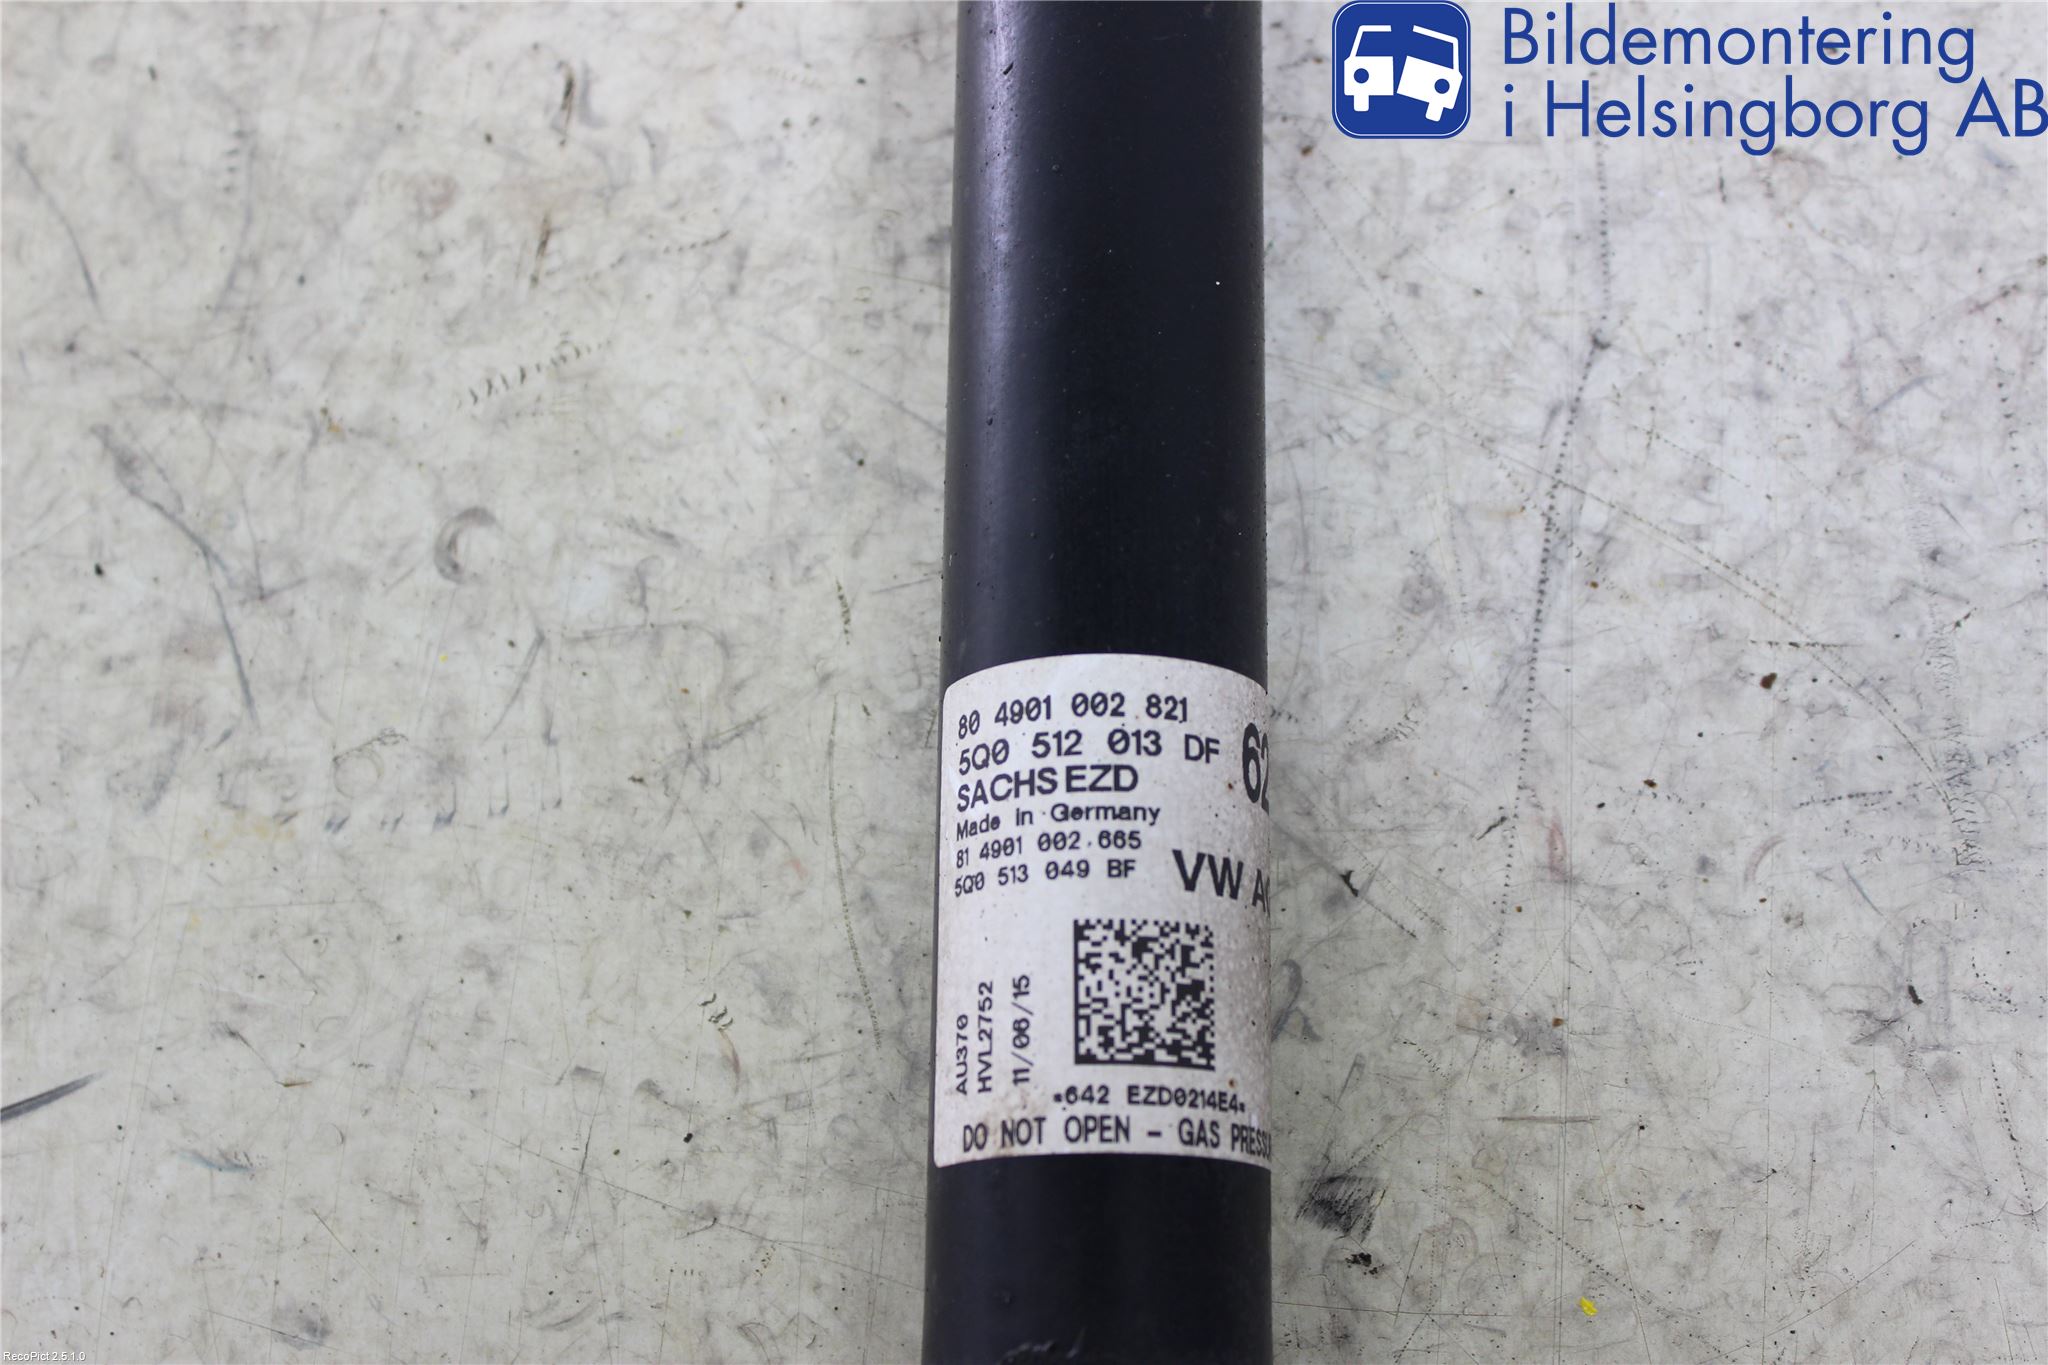 Bildemontering
i Helsingborg AB
80 4901 002 821
5Q0 512 013 DF
62
SACHS EZD
Made in Germany
81 4901 002 665
5Q0 513 049 BF
VW
AU370
HVL2752
11/06/15
*642 EZD0214E4*
DO NOT OPEN - GAS
RecoPict 2.5.1.0